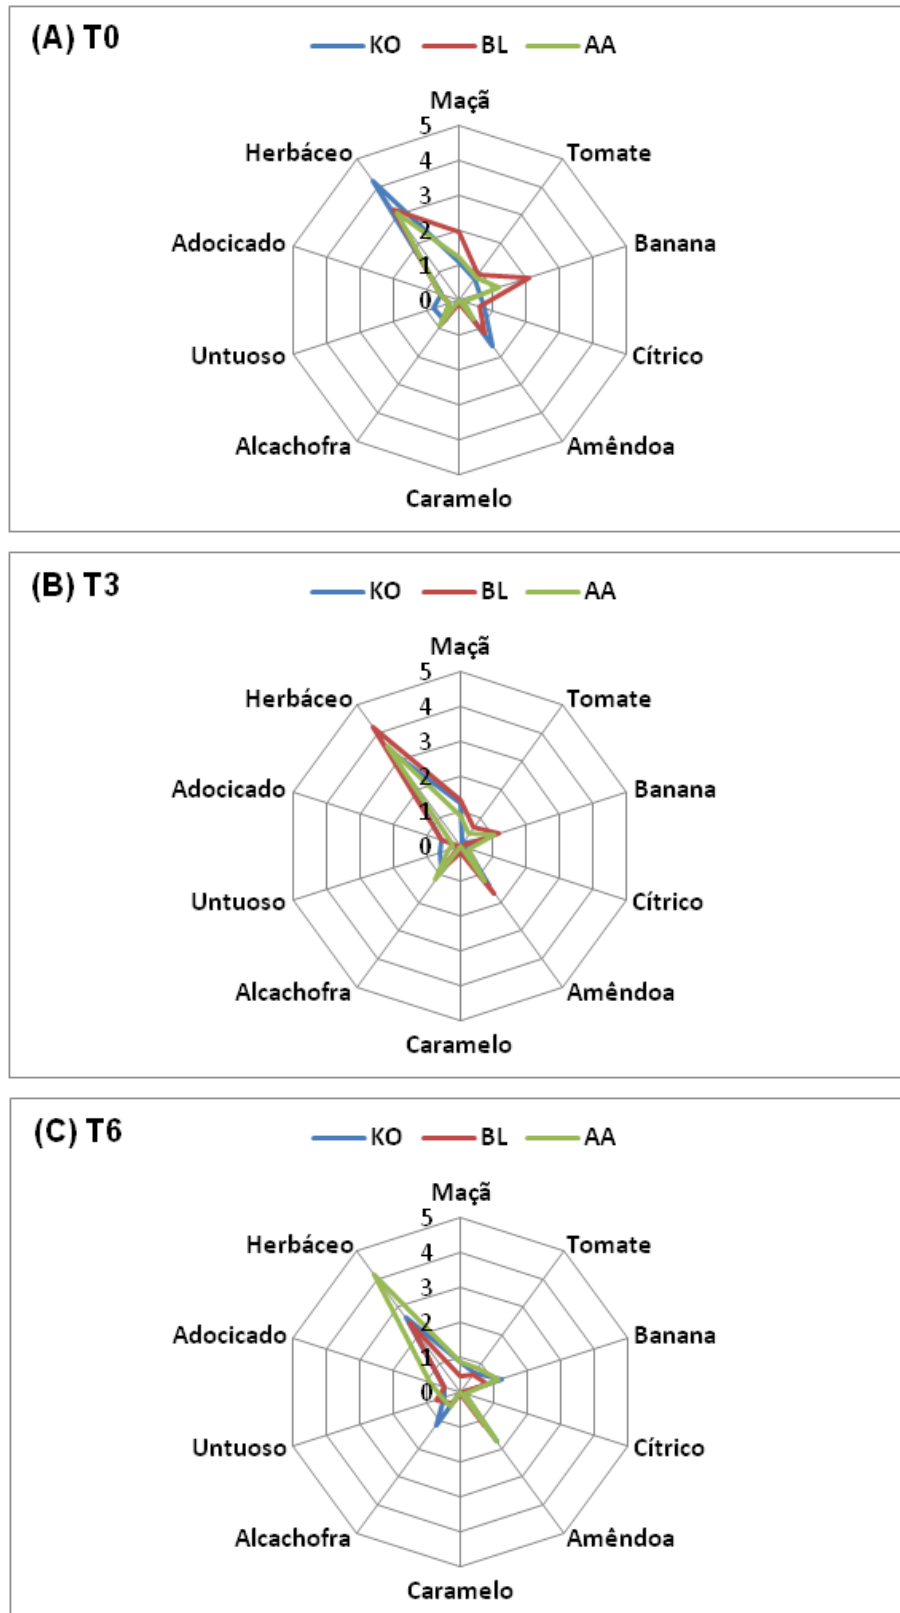 (A) T0
KO BL AA
Maçã
5
Herbáceo 4 Tomate
3
Adocicado 2 Banana
1
0
Untuoso Cítrico
Alcachofra Amêndoa
Caramelo
(B) T3
KO BL AA
Maçã
5
Herbáceo 4 Tomate
3
Adocicado 2 Banana
1
0
Untuoso Cítrico
Alcachofra Amêndoa
Caramelo
(C) T6
KO BL AA
Maçã
5
Herbáceo 4 Tomate
3
Adocicado 2 Banana
1
0
Untuoso Cítrico
Alcachofra Amêndoa
Caramelo